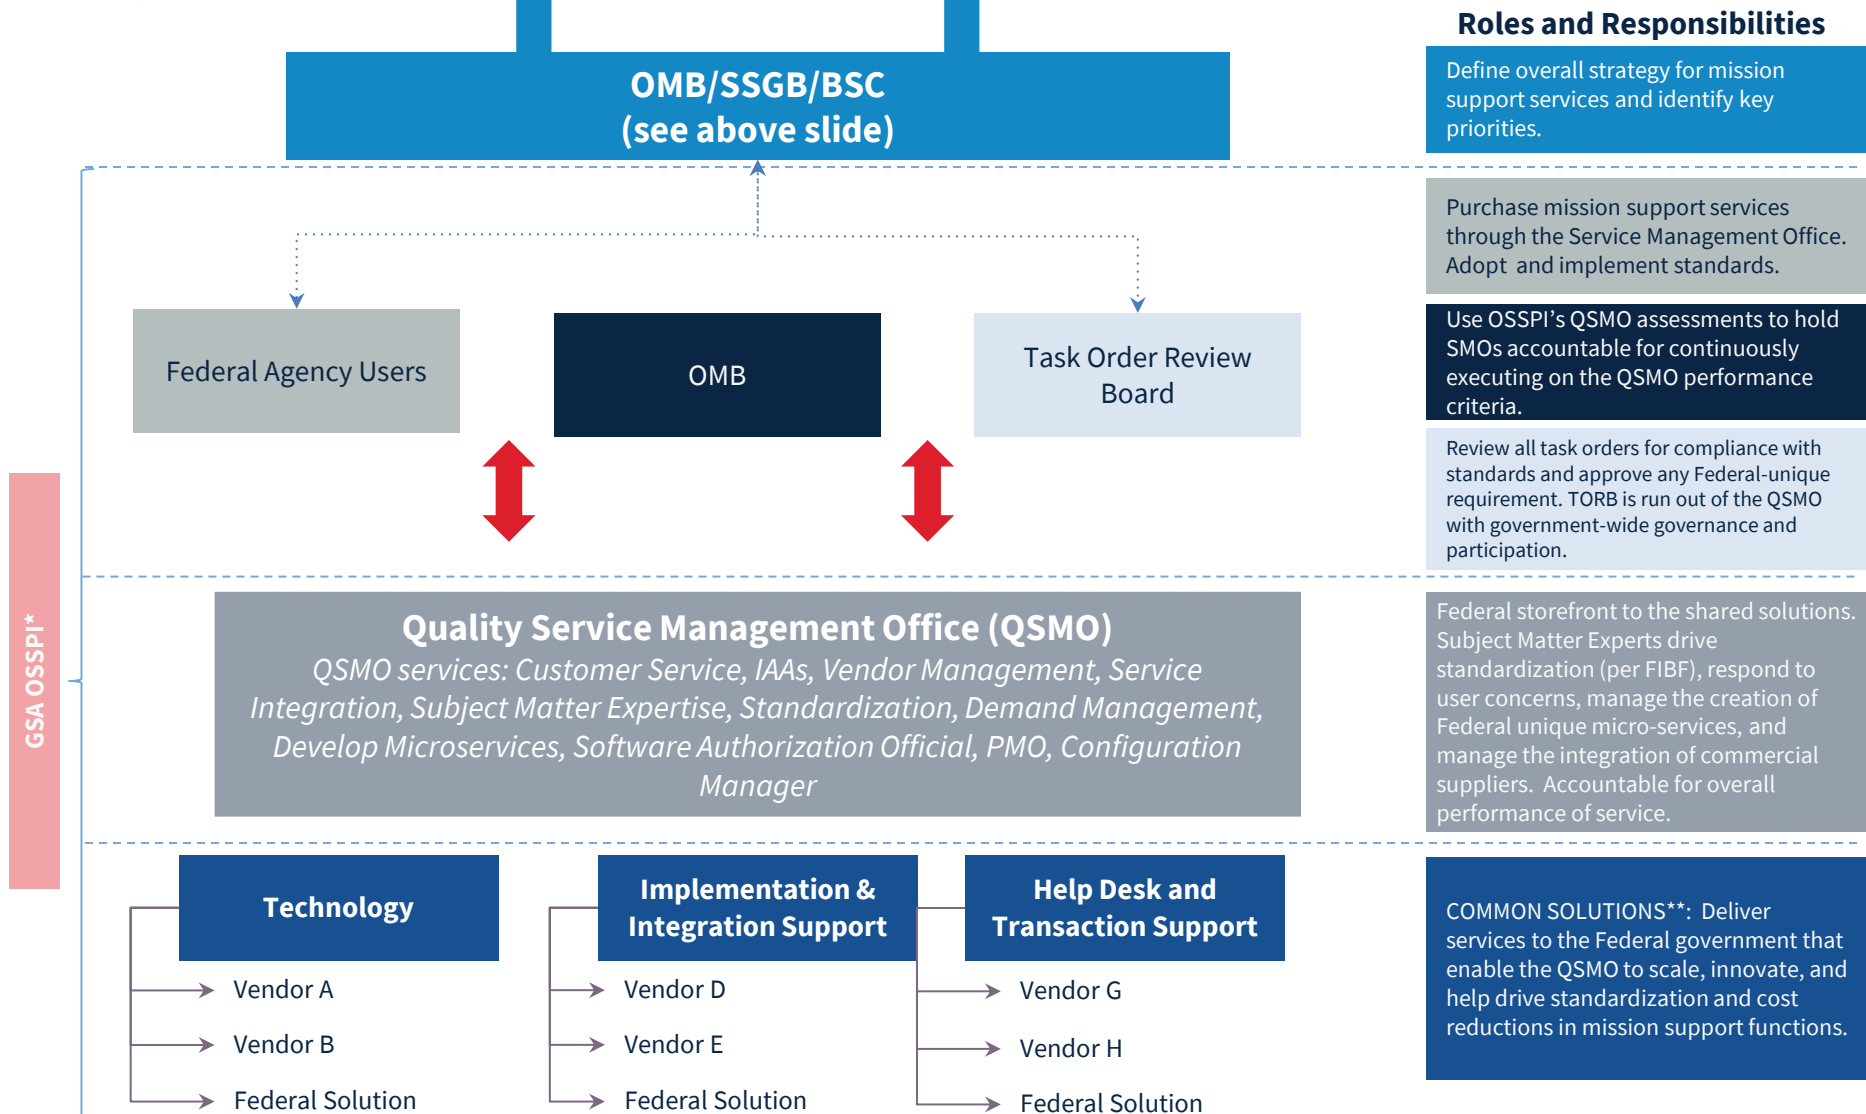 Roles and Responsibilities
OMB/SSGB/BSC
(see above slide)
Define overall strategy for mission
support services and identify key
priorities.
Purchase mission support services
through the Service Management Office.
Adopt and implement standards.
Federal Agency Users
OMB
Task Order Review
Board
Use OSSPI’s QSMO assessments to hold
SMOs accountable for continuously
executing on the QSMO performance
criteria.
Review all task orders for compliance with
standards and approve any Federal-unique
requirement. TORB is run out of the QSMO
with government-wide governance and
participation.
GSA OSSPI*
Quality Service Management Office (QSMO)
QSMO services: Customer Service, IAAs, Vendor Management, Service
Integration, Subject Matter Expertise, Standardization, Demand Management,
Develop Microservices, Software Authorization Official, PMO, Configuration
Manager
Federal storefront to the shared solutions.
Subject Matter Experts drive
standardization (per FIBF), respond to
user concerns, manage the creation of
Federal unique micro-services, and
manage the integration of commercial
suppliers. Accountable for overall
performance of service.
Technology
Vendor A
Vendor B
Federal Solution
Implementation &
Integration Support
Vendor D
Vendor E
Federal Solution
Help Desk and
Transaction Support
Vendor G
Vendor H
Federal Solution
COMMON SOLUTIONS**: Deliver
services to the Federal government that
enable the QSMO to scale, innovate, and
help drive standardization and cost
reductions in mission support functions.